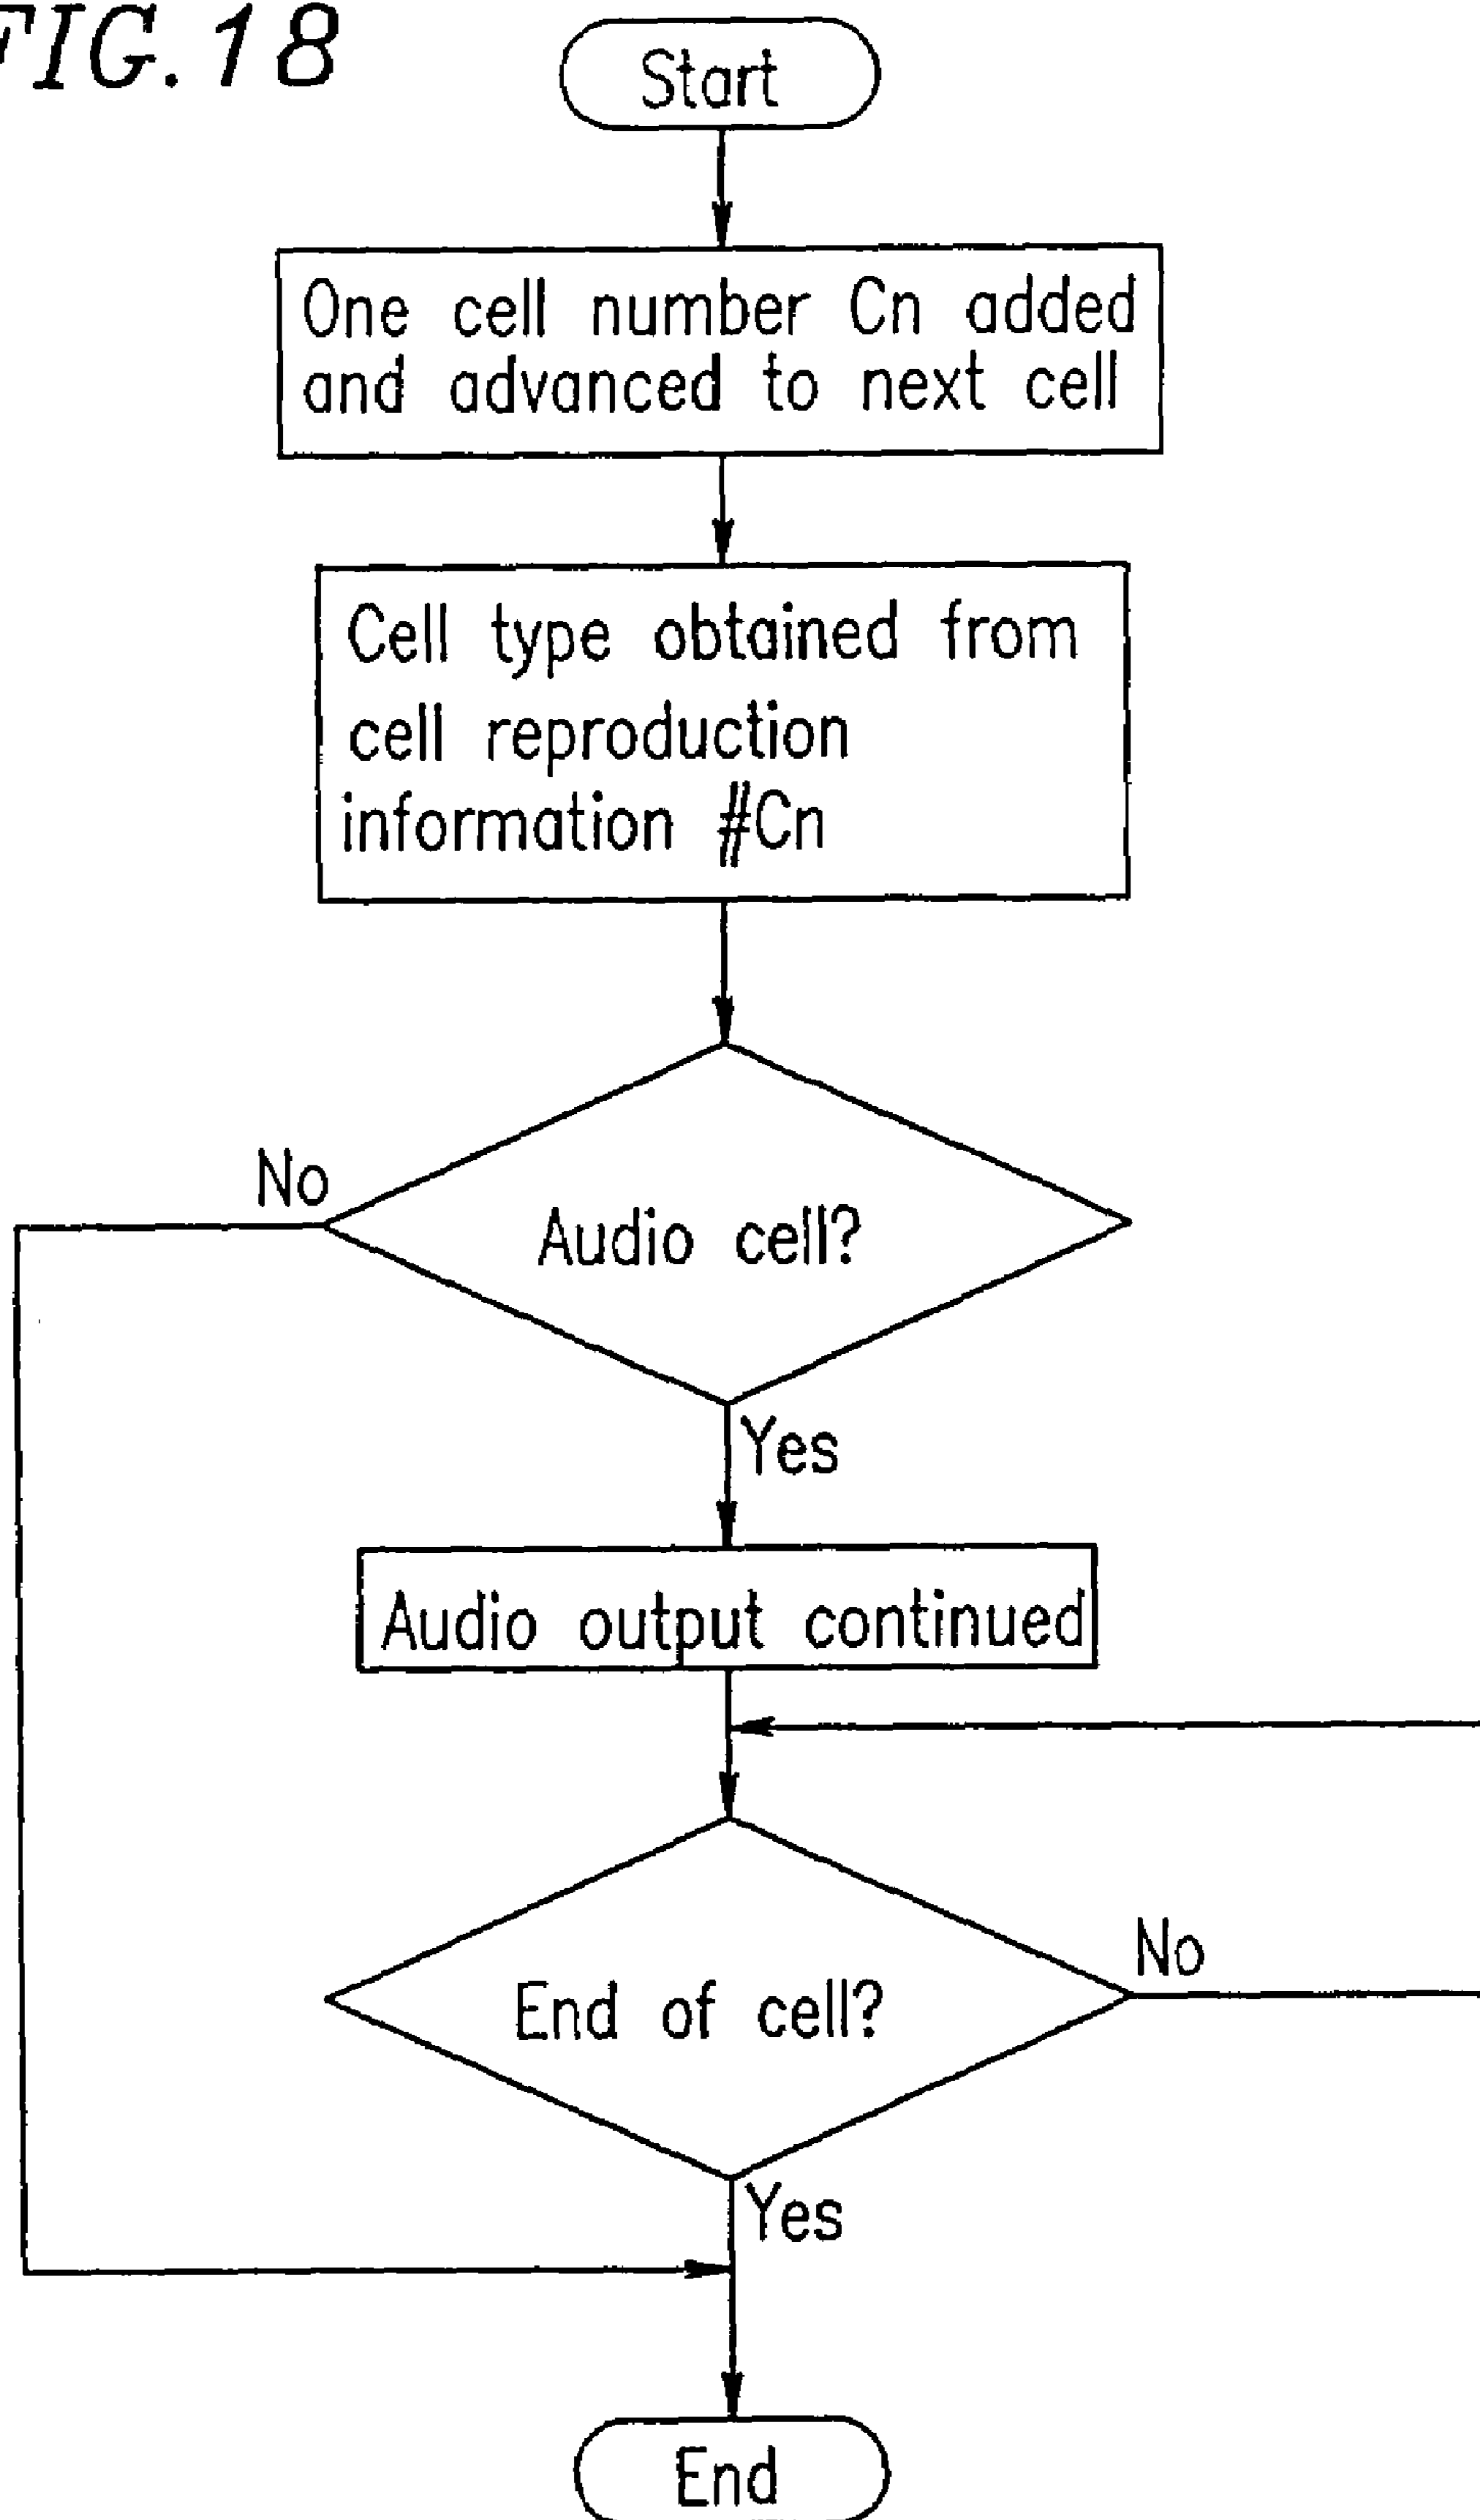 FIG. 18
Start
One cell number Cn added
and advanced to next cell
Cell type obtained from
cell reproduction
information #Cn
No
Audio cell?
Yes
Audio output continued
No
End of cell?
Yes
End